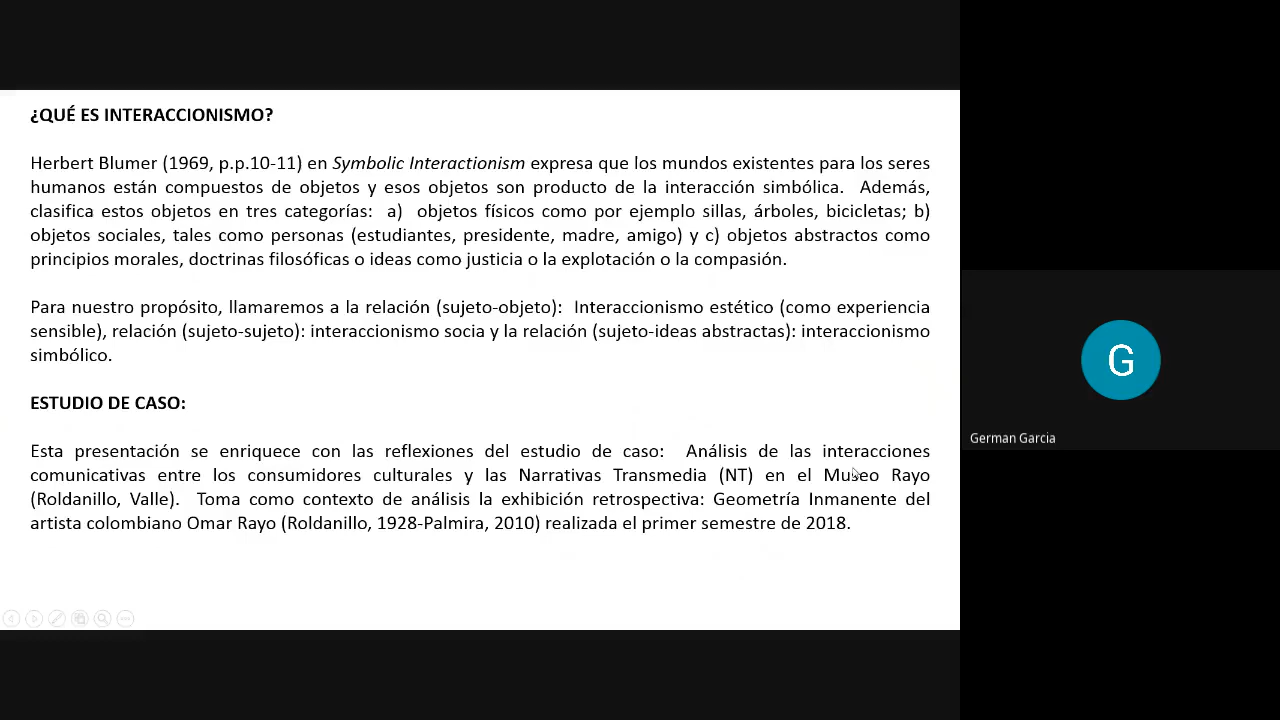 ¿QUÉ ES INTERACCIONISMO?
Herbert Blumer (1969, p.p.10-11) en Symbolic Interactionism expresa que los mundos existentes para los seres
humanos están compuestos de objetos y esos objetos son producto de la interacción simbólica. Además,
clasifica estos objetos en tres categorías: a) objetos físicos como por ejemplo sillas, árboles, bicicletas; b)
objetos sociales, tales como personas (estudiantes, presidente, madre, amigo) y c) objetos abstractos como
principios morales, doctrinas filosóficas o ideas como justicia o la explotación o la compasión.
Para nuestro propósito, llamaremos a la relación (sujeto-objeto): Interaccionismo estético (como experiencia
sensible), relación (sujeto-sujeto): interaccionismo socia y la relación (sujeto-ideas abstractas): interaccionismo
simbólico.
ESTUDIO DE CASO:
Esta presentación se enriquece con las reflexiones del estudio de caso: Análisis de las interacciones
comunicativas entre los consumidores culturales y las Narrativas Transmedia (NT) en el Museo Rayo
(Roldanillo, Valle). Toma como contexto de análisis la exhibición retrospectiva: Geometría Inmanente del
artista colombiano Omar Rayo (Roldanillo, 1928-Palmira, 2010) realizada el primer semestre de 2018.
G
German Garcia